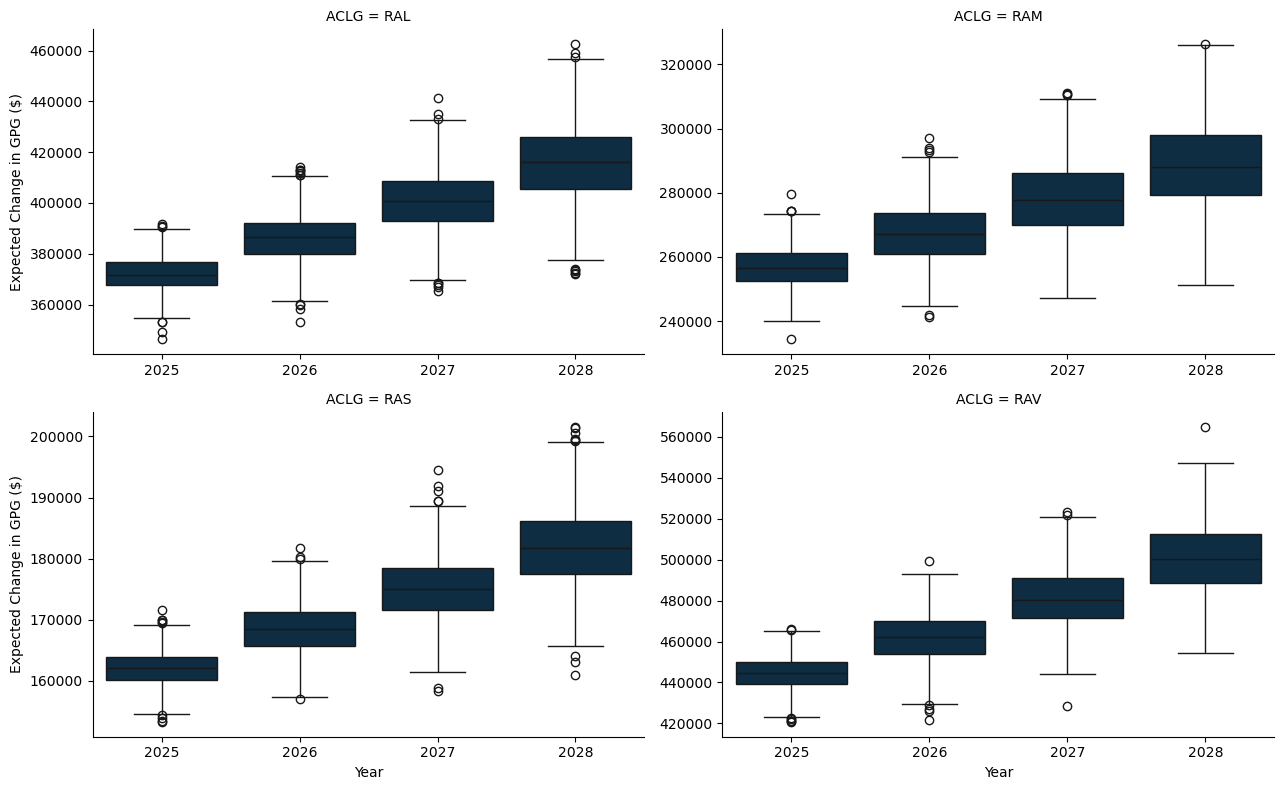 ACLG = RAL
Expected Change in GPG ($)
460000
440000
420000
400000
380000
360000
2025 2026 2027 2028
ACLG = RAM
320000
300000
280000
260000
240000
2025 2026 2027 2028
ACLG = RAS
Expected Change in GPG ($)
200000
190000
180000
170000
160000
2025 2026 2027 2028
Year
ACLG = RAV
560000
540000
520000
500000
480000
460000
440000
420000
2025 2026 2027 2028
Year